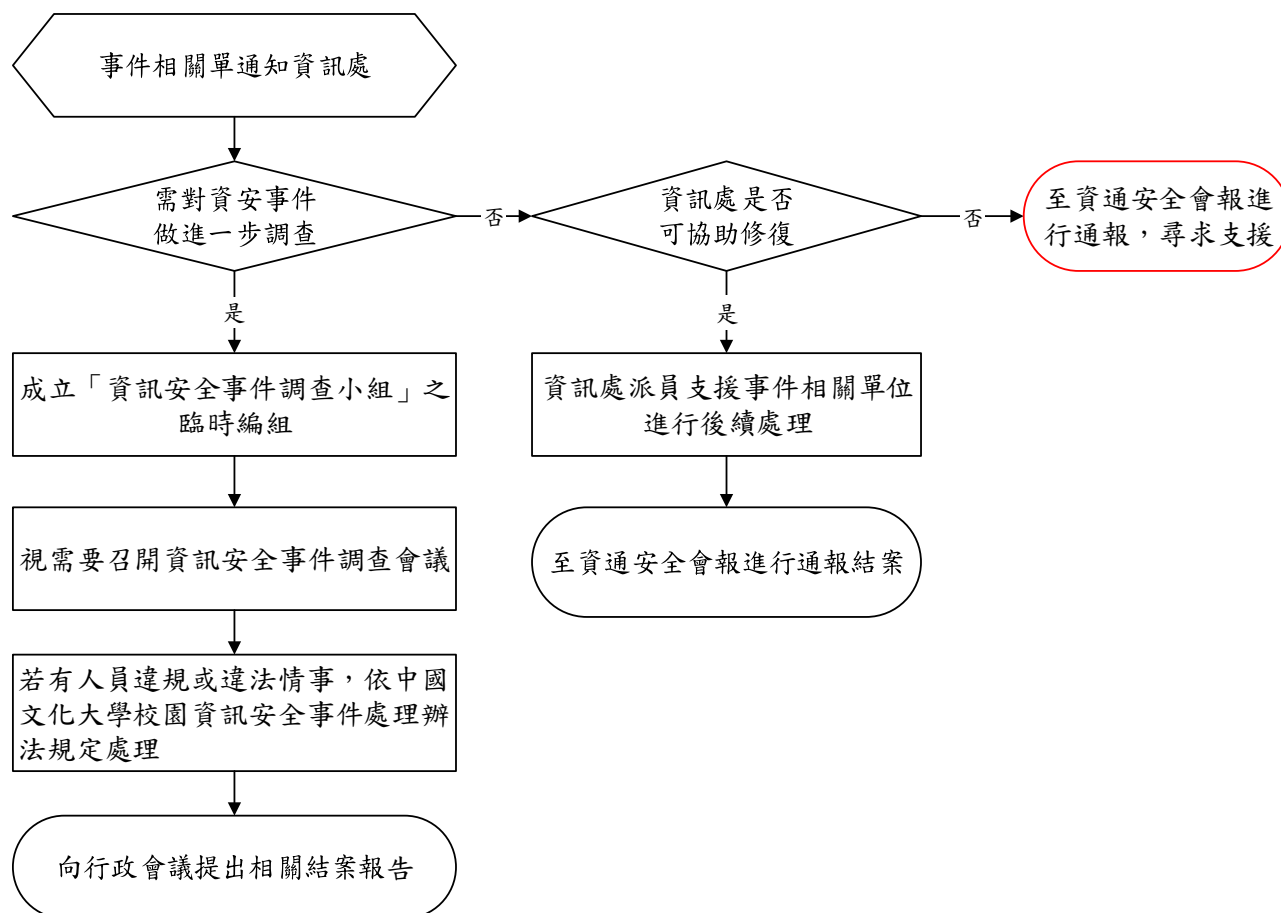 事件相關單通知資訊處
需對資安事件
做進一步調查
否
資訊處是否
可協助修復
否
至資通安全會報進
行通報，尋求支援
是
是
成立「資訊安全事件調查小組」之
臨時編組
資訊處派員支援事件相關單位
進行後續處理
視需要召開資訊安全事件調查會議
至資通安全會報進行通報結案
若有人員違規或違法情事，依中國
文化大學校園資訊安全事件處理辦
法規定處理
向行政會議提出相關結案報告